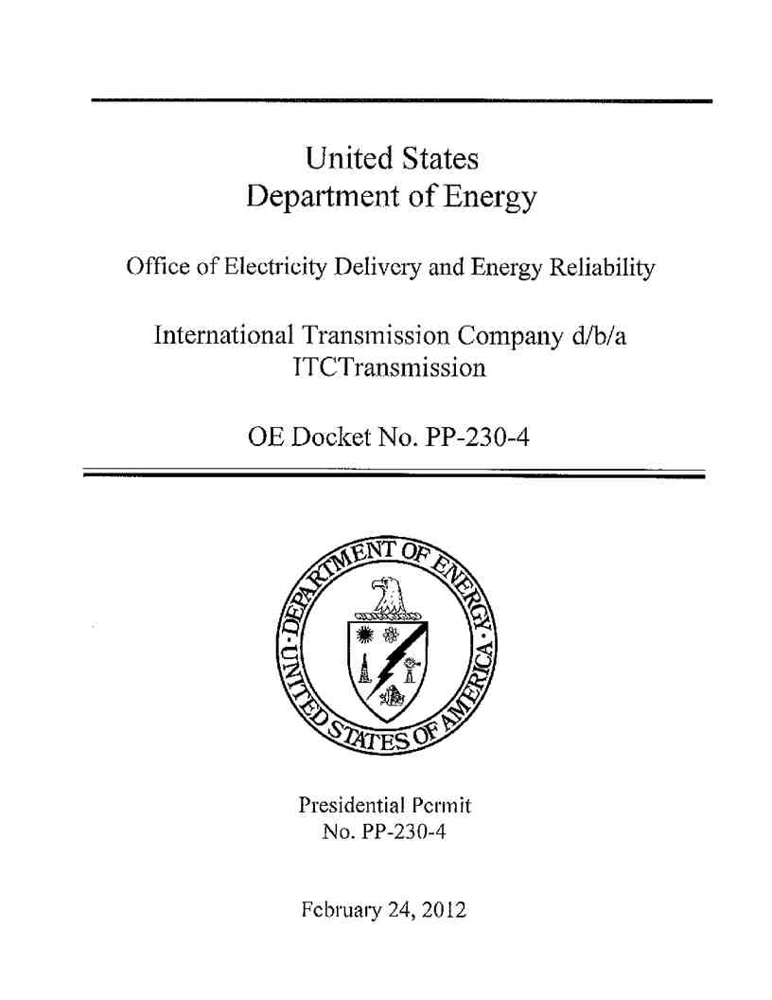 United States
Department of Energy
Office of Electricity Delivery and Energy Reliability
International Transmission Company d/b/a
ITCTransmission
OE Docket No. PP-230-4
DEPARTMENT OF ENERGY
UNITED STATES OF AMERICA
Presidential Permit
No. PP-230-4
February 24, 2012